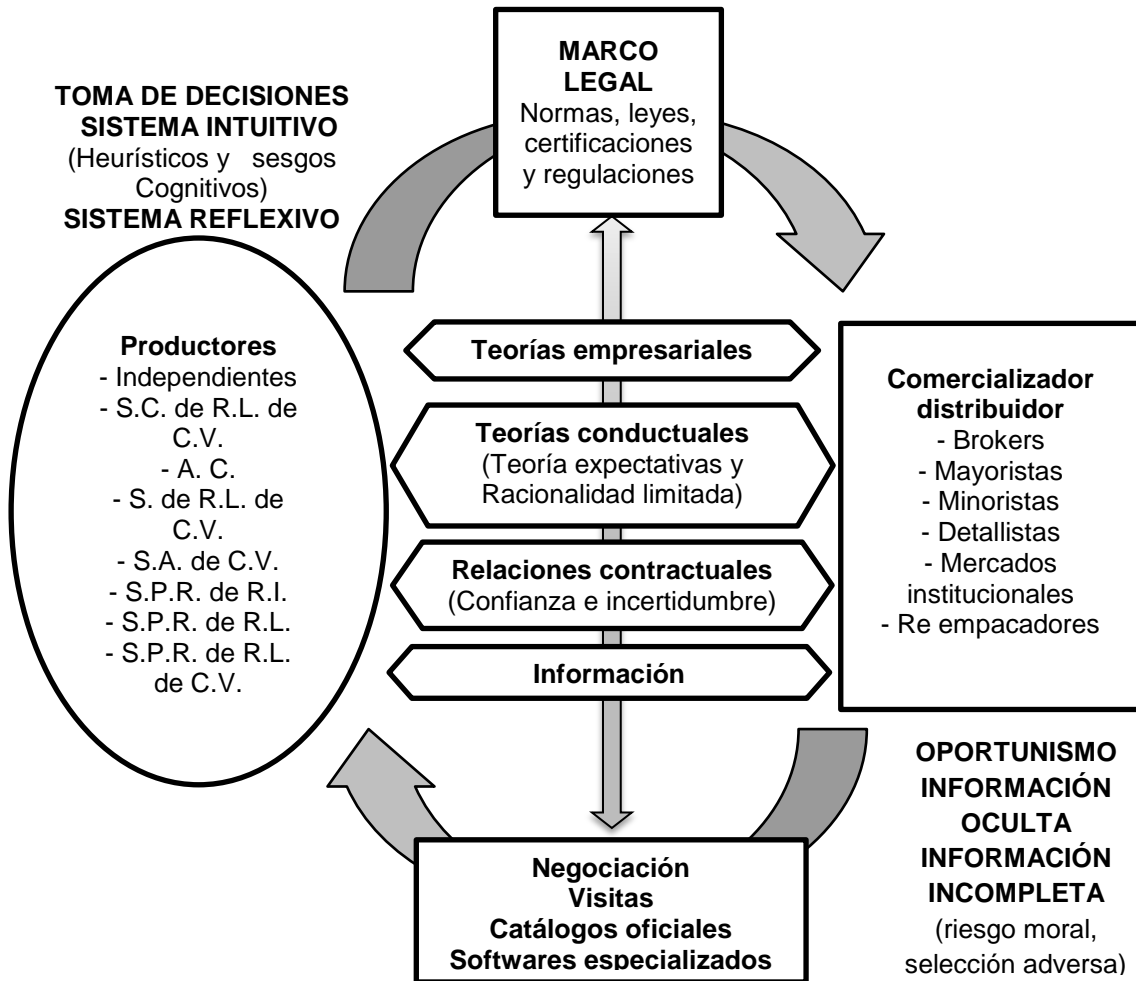 MARCO
LEGAL
Normas, leyes,
certificaciones
y regulaciones
TOMA DE DECISIONES
SISTEMA INTUITIVO
(Heurísticos y sesgos
Cognitivos)
SISTEMA REFLEXIVO
Productores
- Independientes
- S.C. de R.L. de
C.V.
- A. C.
- S. de R.L. de
C.V.
- S.A. de C.V.
- S.P.R. de R.I.
- S.P.R. de R.L.
- S.P.R. de R.L.
de C.V.
Teorías empresariales
Teorías conductuales
(Teoría expectativas y
Racionalidad limitada)
Relaciones contractuales
(Confianza e incertidumbre)
Información
Comercializador
distribuidor
- Brokers
- Mayoristas
- Minoristas
- Detallistas
- Mercados
institucionales
- Re empacadores
Negociación
Visitas
Catálogos oficiales
Softwares especializados
OPORTUNISMO
INFORMACIÓN
OCULTA
INFORMACIÓN
INCOMPLETA
(riesgo moral,
selección adversa)